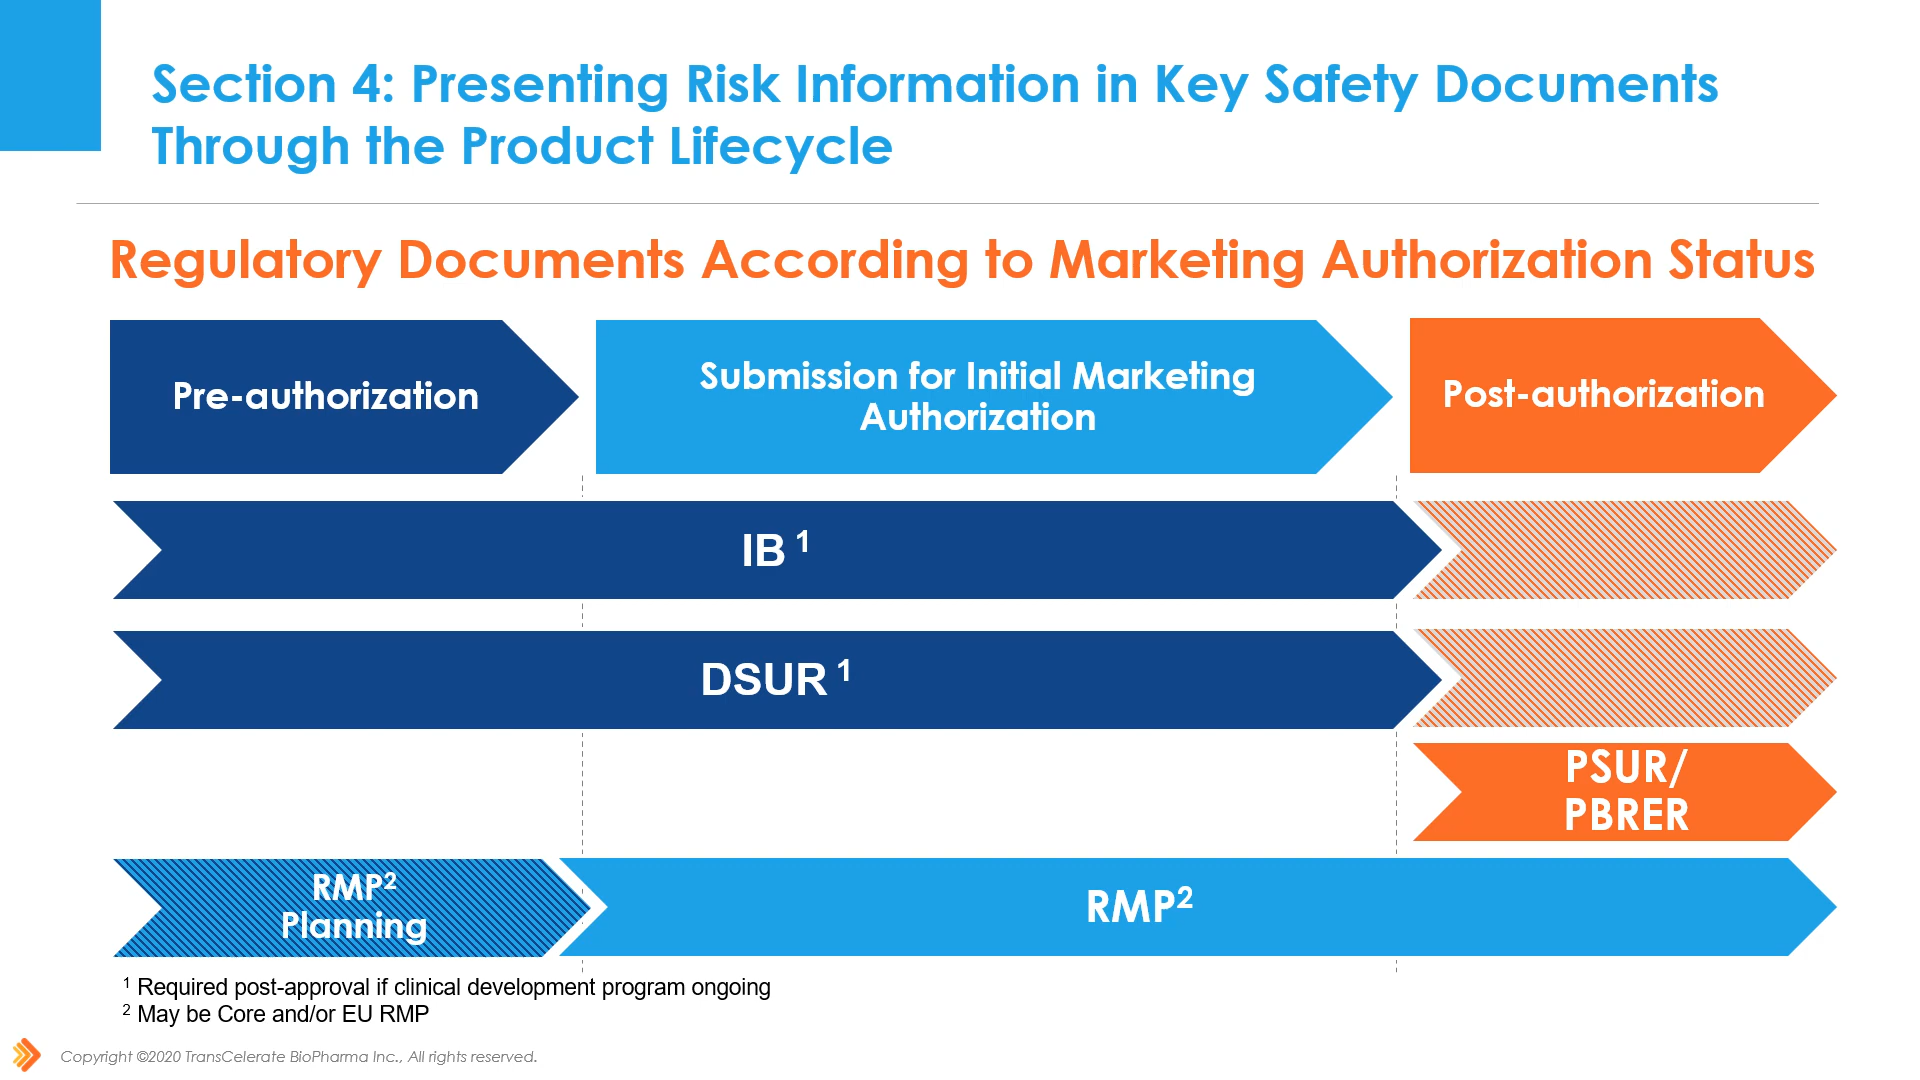 Section 4: Presenting Risk Information in Key Safety Documents
Through the Product Lifecycle
Regulatory Documents According to Marketing Authorization Status
Pre-authorization
Submission for Initial Marketing
Authorization
Post-authorization
IB ¹
DSUR ¹
PSUR/
PBRER
RMP²
Planning
RMP²
¹ Required post-approval if clinical development program ongoing
² May be Core and/or EU RMP
Copyright ©2020 TransCelerate BioPharma Inc., All rights reserved.